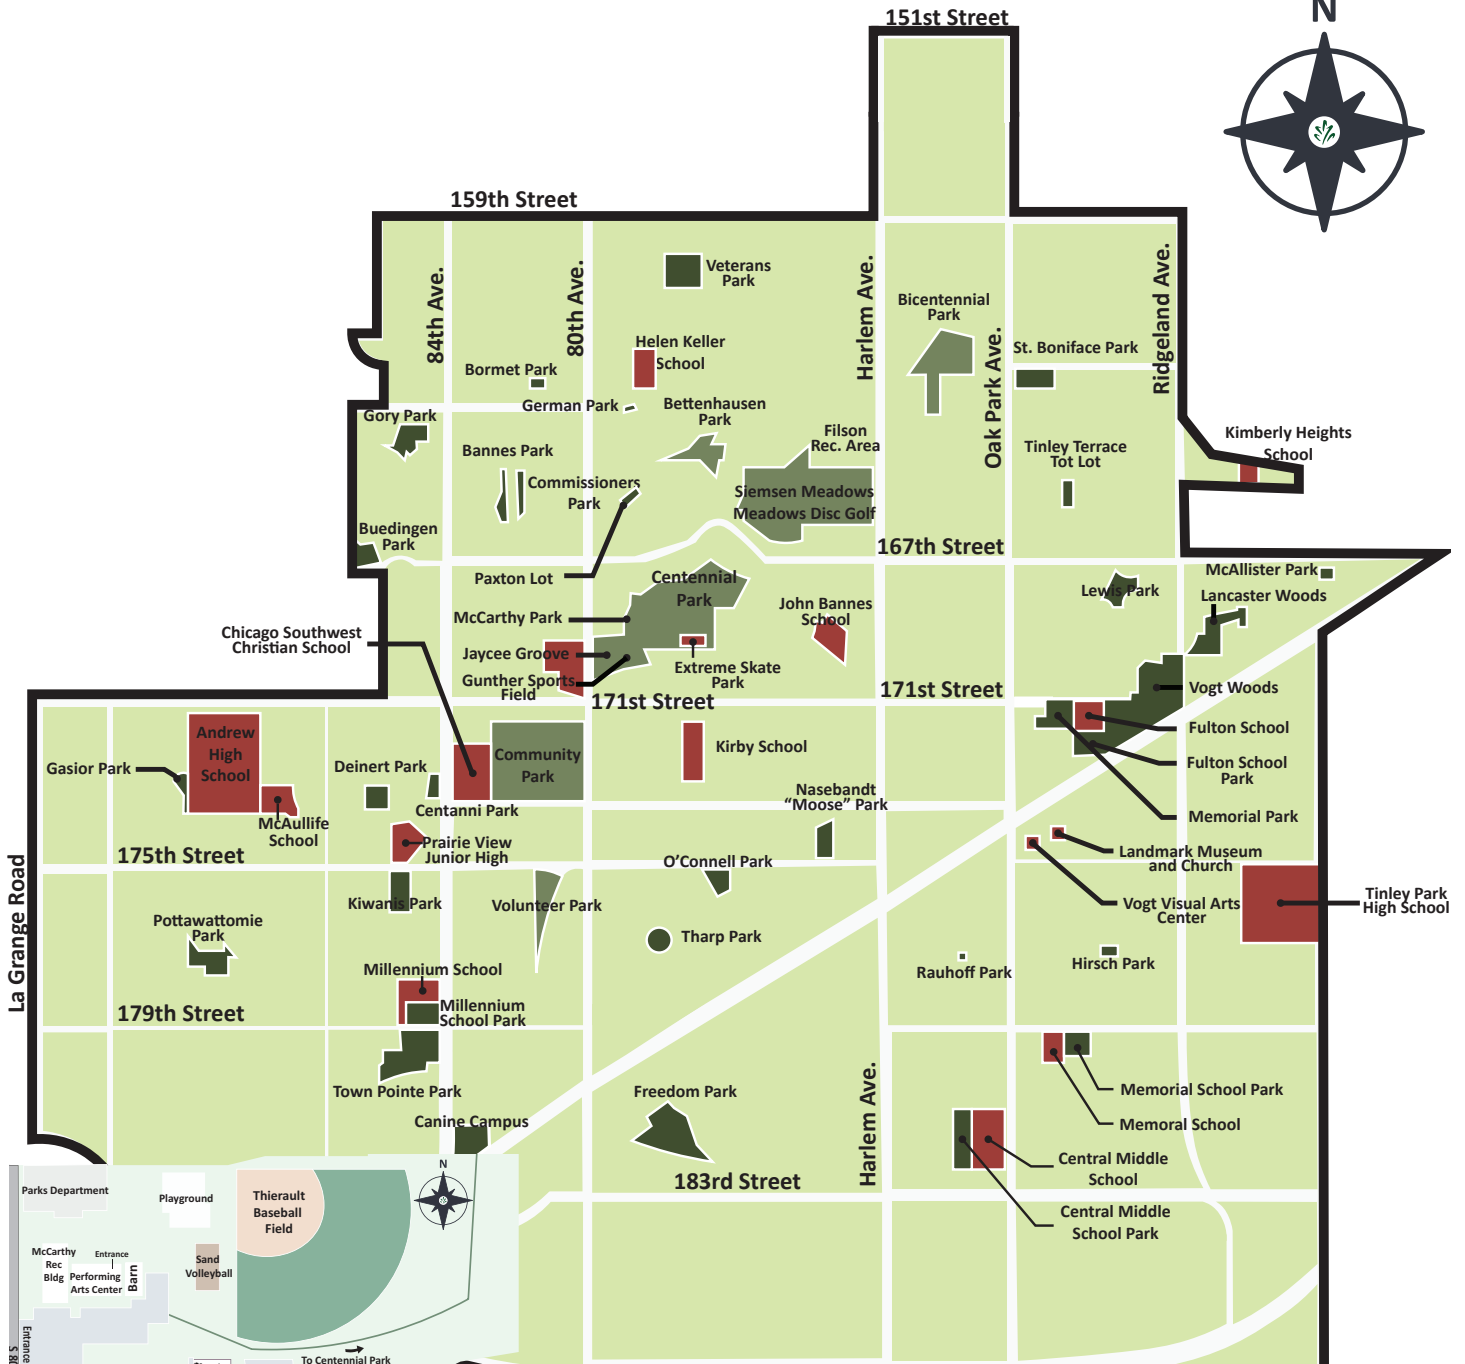 N
151st Street
159th Street
84th Ave.
80th Ave.
Harlem Ave.
Oak Park Ave.
Ridgeland Ave.
Veterans
Park
Bicentennial
Park
Helen Keller
School
St. Boniface Park
Bormet Park
German Park
Bettenhausen
Park
Gory Park
Filson
Rec. Area
Kimberly Heights
School
Tinley Terrace
Tot Lot
Bannes Park
Commissioners
Park
Siemsen Meadows
Meadows Disc Golf
Buedingen
Park
167th Street
Paxton Lot
Centennial
Park
McAllister Park
Lewis Park
Lancaster Woods
McCarthy Park
John Bannes
School
Chicago Southwest
Christian School
Jaycee Groove
Extreme Skate
Park
Gunther Sports
Field
171st Street
171st Street
Vogt Woods
Fulton School
Andrew
High
School
Kirby School
Community
Park
Gasior Park
Deinert Park
Fulton School
Park
Nasebandt
“Moose” Park
Centanni Park
Memorial Park
McAullife
School
Prairie View
Junior High
175th Street
O’Connell Park
Landmark Museum
and Church
La Grange Road
Kiwanis Park
Volunteer Park
Vogt Visual Arts
Center
Tinley Park
High School
Pottawattomie
Park
Tharp Park
Rauhoff Park
Hirsch Park
Millennium School
Millennium
School Park
179th Street
Town Pointe Park
Freedom Park
Harlem Ave.
Memorial School Park
Memoral School
Canine Campus
Central Middle
School
183rd Street
Central Middle
School Park
N
Parks Department
Playground
Thierault
Baseball
Field
McCarthy
Rec
Bldg
Entrance
Performing
Arts Center
Barn
Sand
Volleyball
Entrance
To Centennial Park